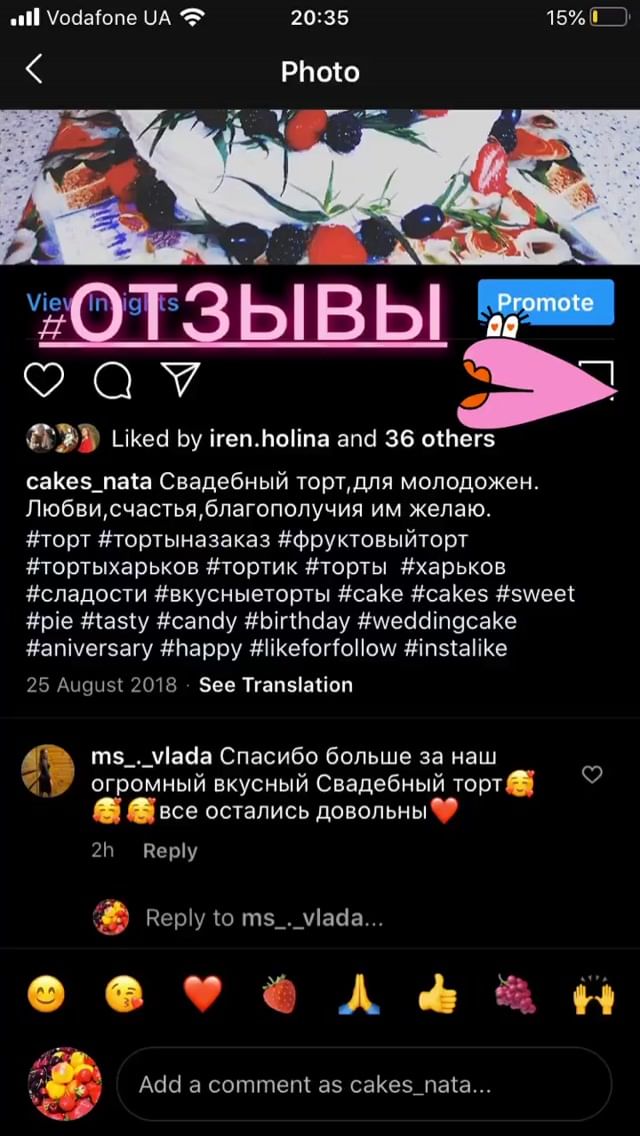 Vodafone UA 20:35 15%
Photo
View Insights
Promote
#ОТЗЫВЫ
Liked by iren.holina and 36 others
cakes_nata Свадебный торт,для молодожен.
Любви,счастья,благополучия им желаю.
#торт #тортыназаказ #фруктовыйторт
#тортыхарьков #тортик #торты #харьков
#сладости #вкусныеторты #cake #cakes #sweet
#pie #tasty #candy #birthday #weddingcake
#aniversary #happy #likeforfollow #instalike
25 August 2018 · See Translation
ms_._vlada Спасибо больше за наш
огромный вкусный Свадебный торт🥰
🥰🥰все остались довольны❤️
2h Reply
Reply to ms_._vlada...
Add a comment as cakes_nata...